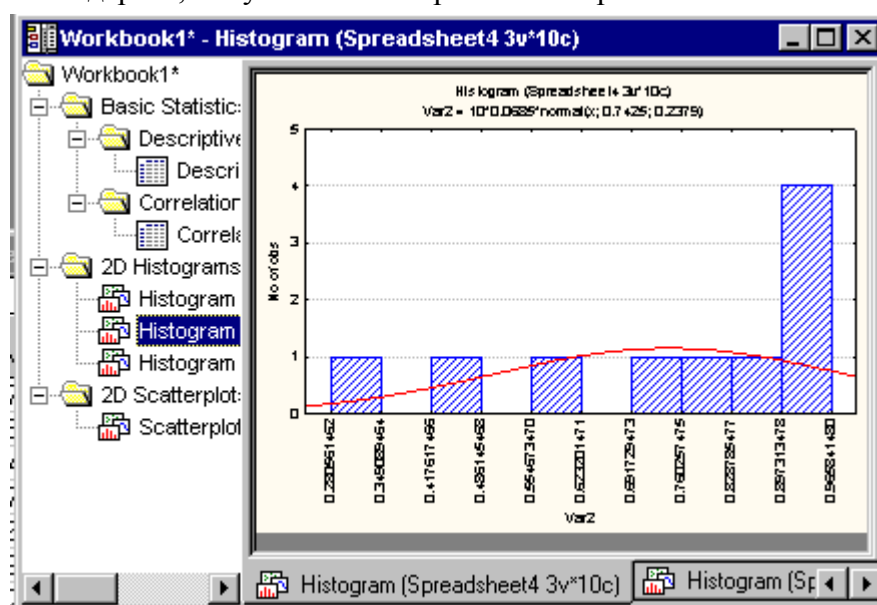 Workbook1* - Histogram (Spreadsheet4 3v*10c)
Workbook1*
Basic Statistic:
Descriptive
Descri
Correlation
Correla
2D Histograms
Histogram
Histogram
Histogram
2D Scatterplot:
Scatterplot
Histogram (Spreadsheet4 3v*10c)
Var2 = 10*0.0685*normal(x; 0.7425; 0.2379)
No of obs
5
4
3
2
1
0
0.280561462
0.349089464
0.417617466
0.486145468
0.554673470
0.623201471
0.691729473
0.760257475
0.828785477
0.897313478
0.965841480
Var2
Histogram (Spreadsheet4 3v*10c)
Histogram (Sp